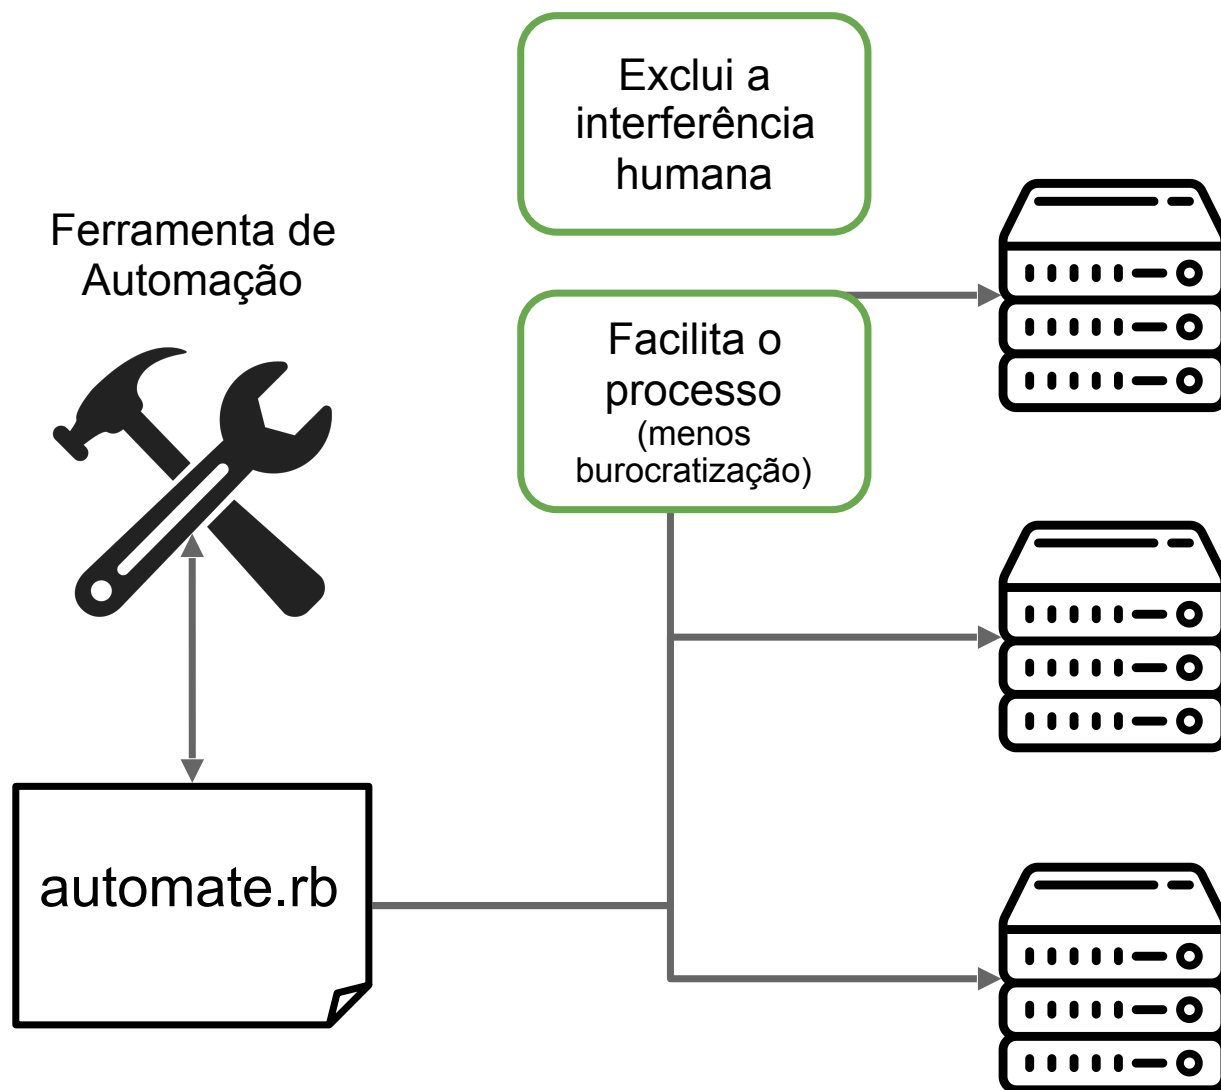 Exclui a
interferência
humana
Ferramenta de
Automação
Facilita o
processo
(menos
burocratização)
automate.rb